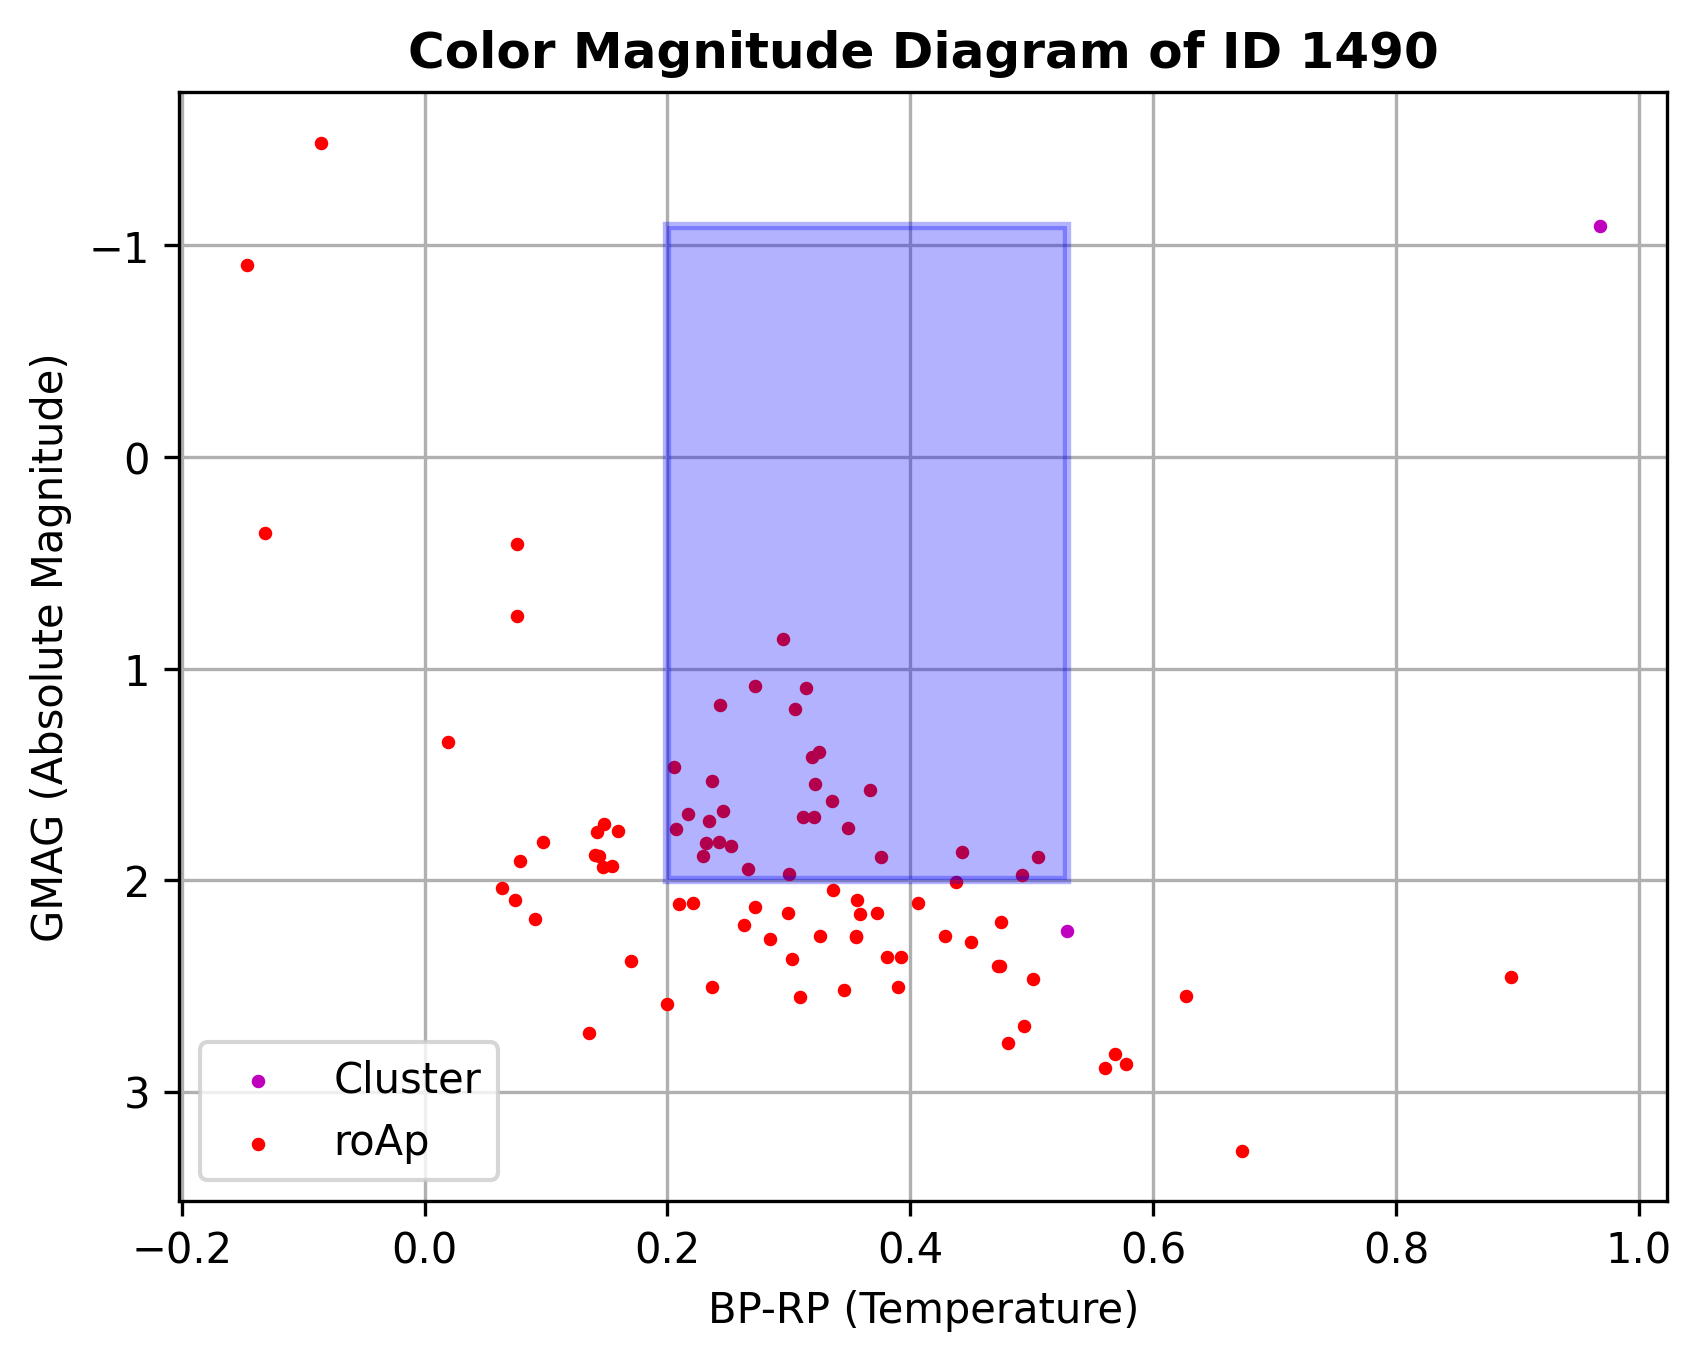 Color Magnitude Diagram of ID 1490
GMAG (Absolute Magnitude)
−1
0
1
2
3
Cluster
roAp
−0.2 0.0 0.2 0.4 0.6 0.8 1.0
BP-RP (Temperature)